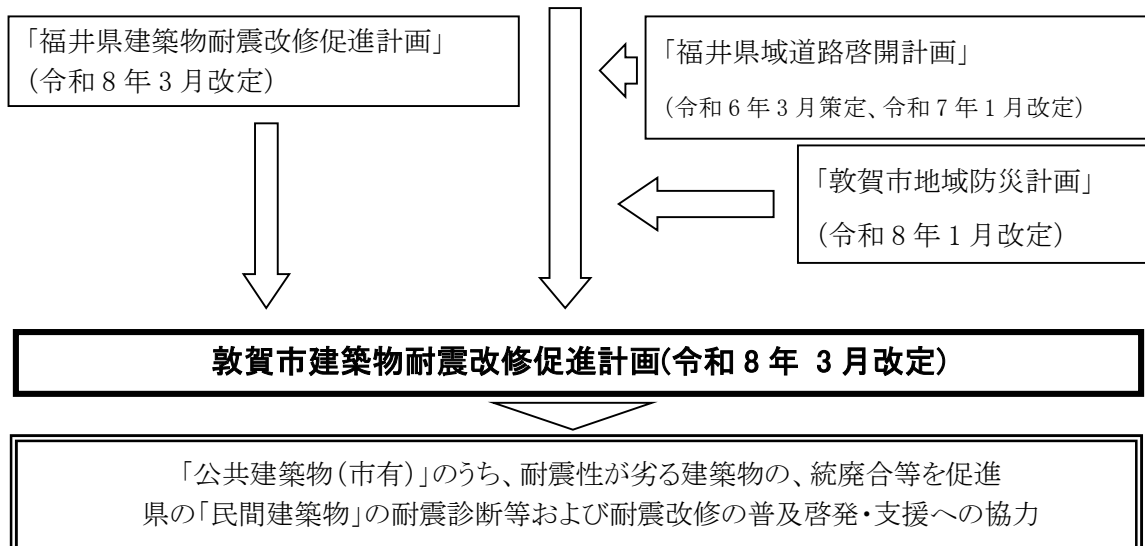 「福井県建築物耐震改修促進計画」
(令和8年3月改定)
「福井県域道路啓開計画」
(令和6年3月策定、令和7年1月改定)
「敦賀市地域防災計画」
(令和8年1月改定)
敦賀市建築物耐震改修促進計画(令和8年 3月改定)
「公共建築物(市有)」のうち、耐震性が劣る建築物の、統廃合等を促進
県の「民間建築物」の耐震診断等および耐震改修の普及啓発・支援への協力